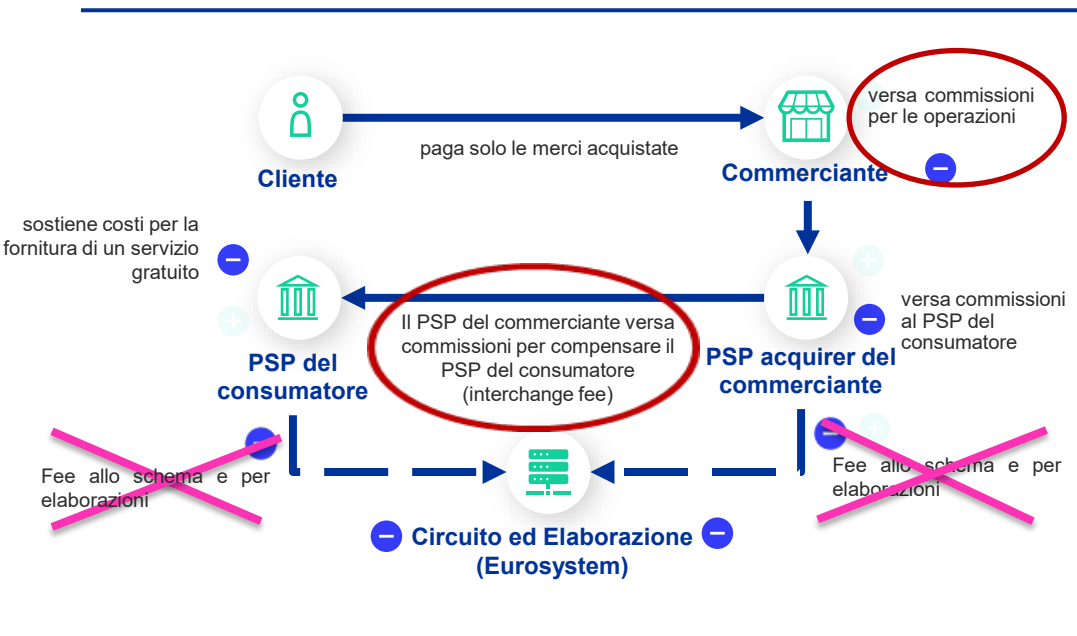 versa commissioni
per le operazioni
paga solo le merci acquistate
Cliente
Commerciante
sostiene costi per la
fornitura di un servizio
gratuito
versa commissioni
al PSP del
consumatore
Il PSP del commerciante versa
commissioni per compensare il
PSP del consumatore
(interchange fee)
PSP del
consumatore
PSP acquirer del
commerciante
Fee allo schema e per
elaborazioni
Fee allo schema e per
elaborazioni
Circuito ed Elaborazione
(Eurosystem)